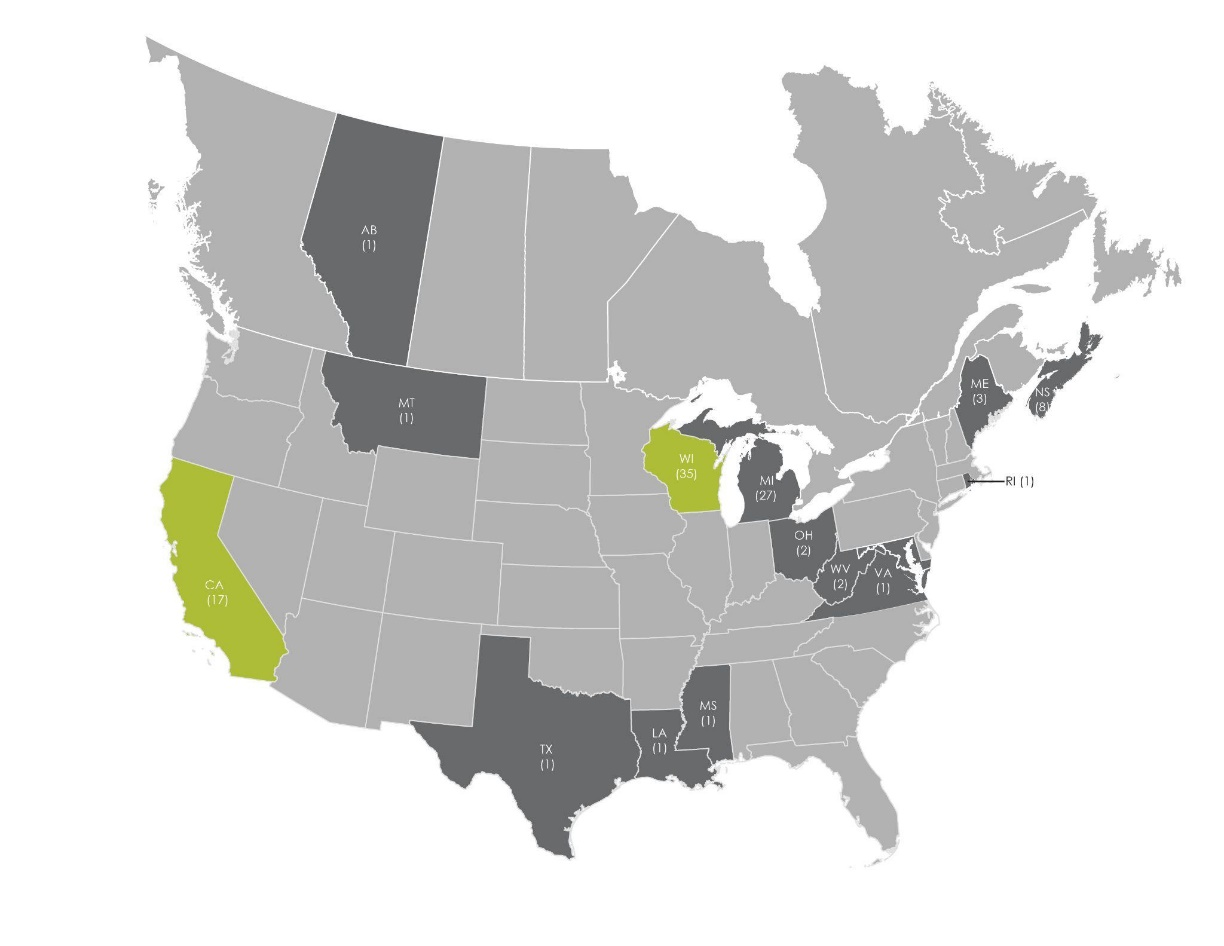 AB
(1)
MT
(1)
ME
(3)
NS
(8)
WI
(35)
MI
(27)
RI (1)
OH
(2)
WV
(2)
VA
(1)
CA
(17)
MS
(1)
LA
(1)
TX
(1)